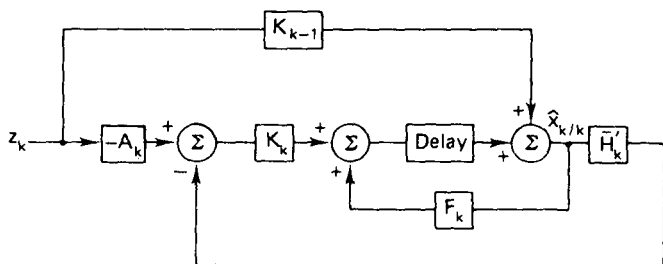 K_{k-1}
+
x̂_{k/k}
z_k
-A_k
+
Σ
K_k
+
Σ
Delay
+
Σ
H̄'_k
-
+
F_k